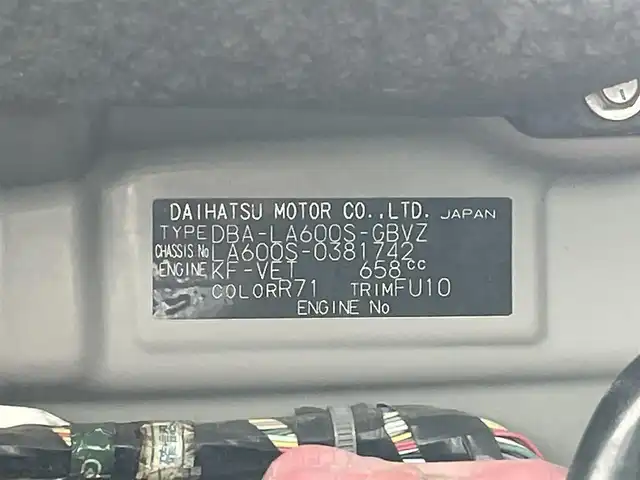 DAIHATSU MOTOR CO.,LTD. JAPAN
TYPE DBA-LA600S-GBVZ
CHASSIS No LA600S-0381742
ENGINE KF-VET 658cc
COLOR R71 TRIM FU10
ENGINE No